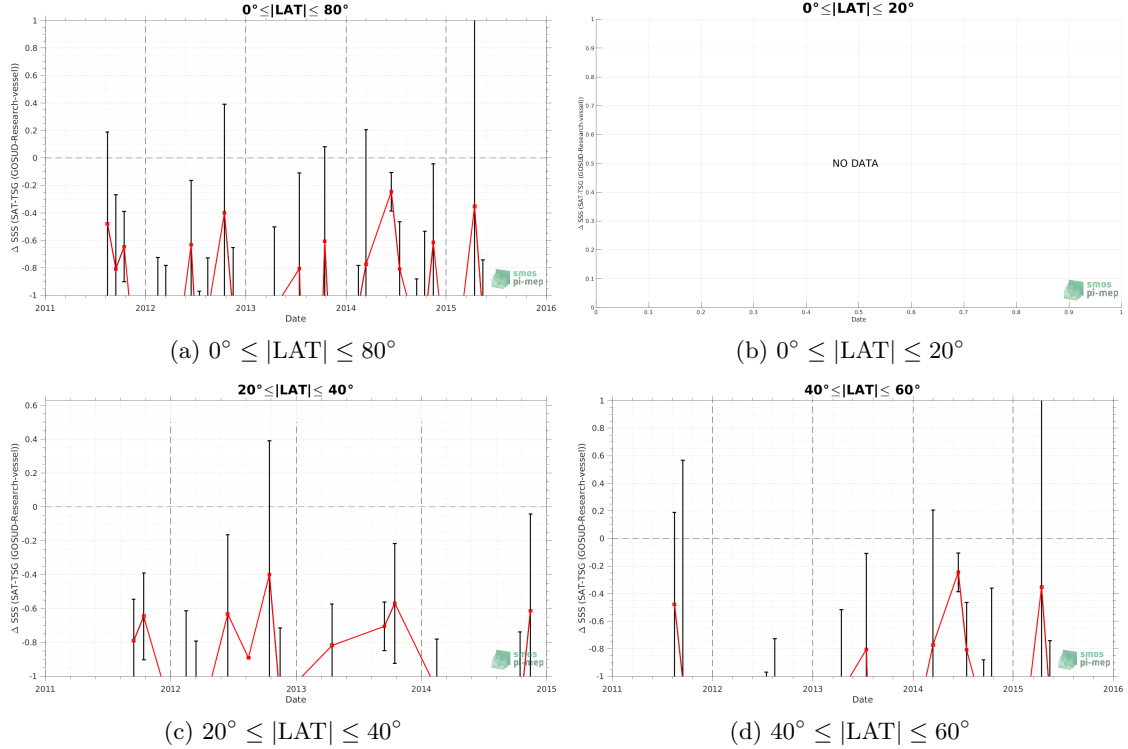 0°≤|LAT|≤ 80°
Δ SSS (SAT-TSG (GOSUD-Research-vessel))
1
0.8
0.6
0.4
0.2
0
-0.2
-0.4
-0.6
-0.8
-1
2011 2012 2013 2014 2015 2016
Date
smos
pi-mep
(a) 0° ≤ |LAT| ≤ 80°
0°≤|LAT|≤ 20°
Δ SSS (SAT-TSG (GOSUD-Research-vessel))
1
0.9
0.8
0.7
0.6
0.5
0.4
0.3
0.2
0.1
0
NO DATA
0 0.1 0.2 0.3 0.4 0.5 0.6 0.7 0.8 0.9 1
Date
smos
pi-mep
(b) 0° ≤ |LAT| ≤ 20°
20°≤|LAT|≤ 40°
Δ SSS (SAT-TSG (GOSUD-Research-vessel))
0.6
0.4
0.2
0
-0.2
-0.4
-0.6
-0.8
-1
2011 2012 2013 2014 2015
Date
smos
pi-mep
(c) 20° ≤ |LAT| ≤ 40°
40°≤|LAT|≤ 60°
Δ SSS (SAT-TSG (GOSUD-Research-vessel))
1
0.8
0.6
0.4
0.2
0
-0.2
-0.4
-0.6
-0.8
-1
2011 2012 2013 2014 2015 2016
Date
smos
pi-mep
(d) 40° ≤ |LAT| ≤ 60°